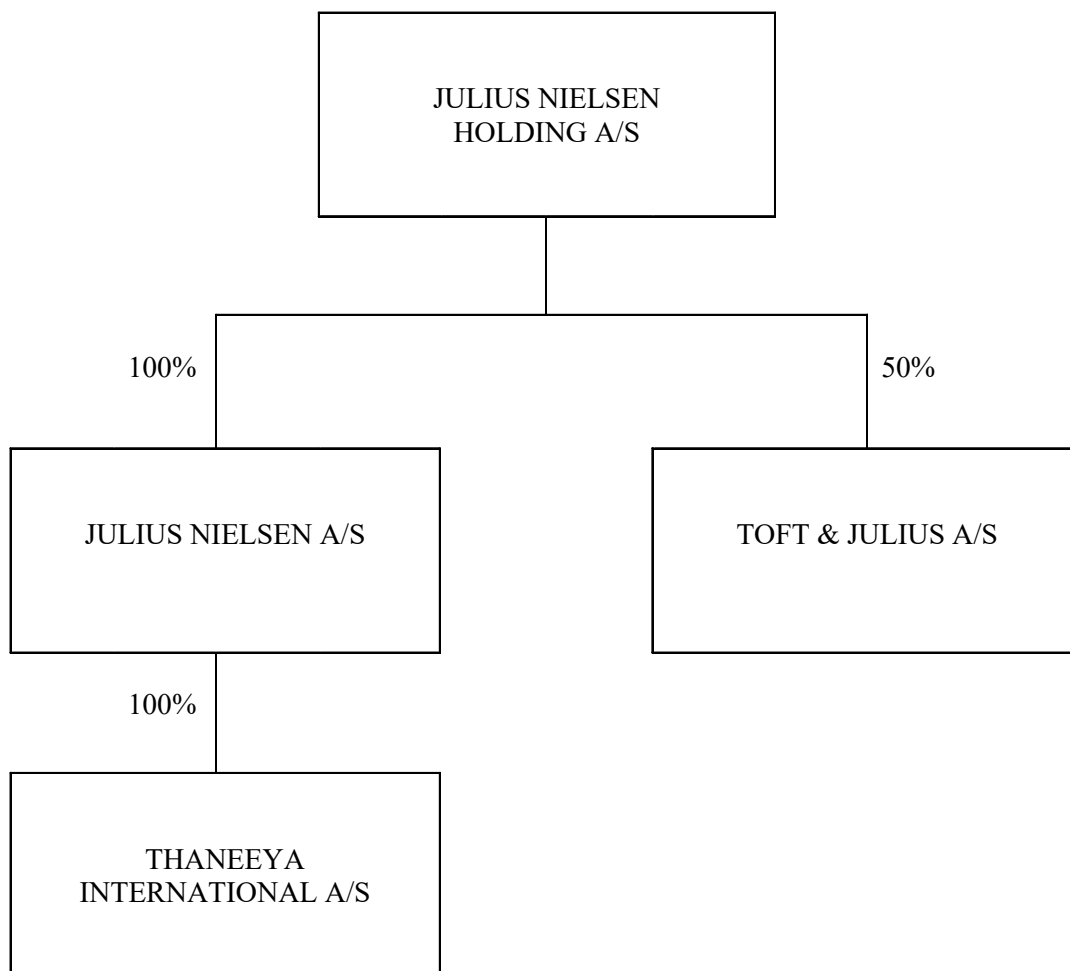 JULIUS NIELSEN
HOLDING A/S
100%
50%
JULIUS NIELSEN A/S
TOFT & JULIUS A/S
100%
THANEEYA
INTERNATIONAL A/S